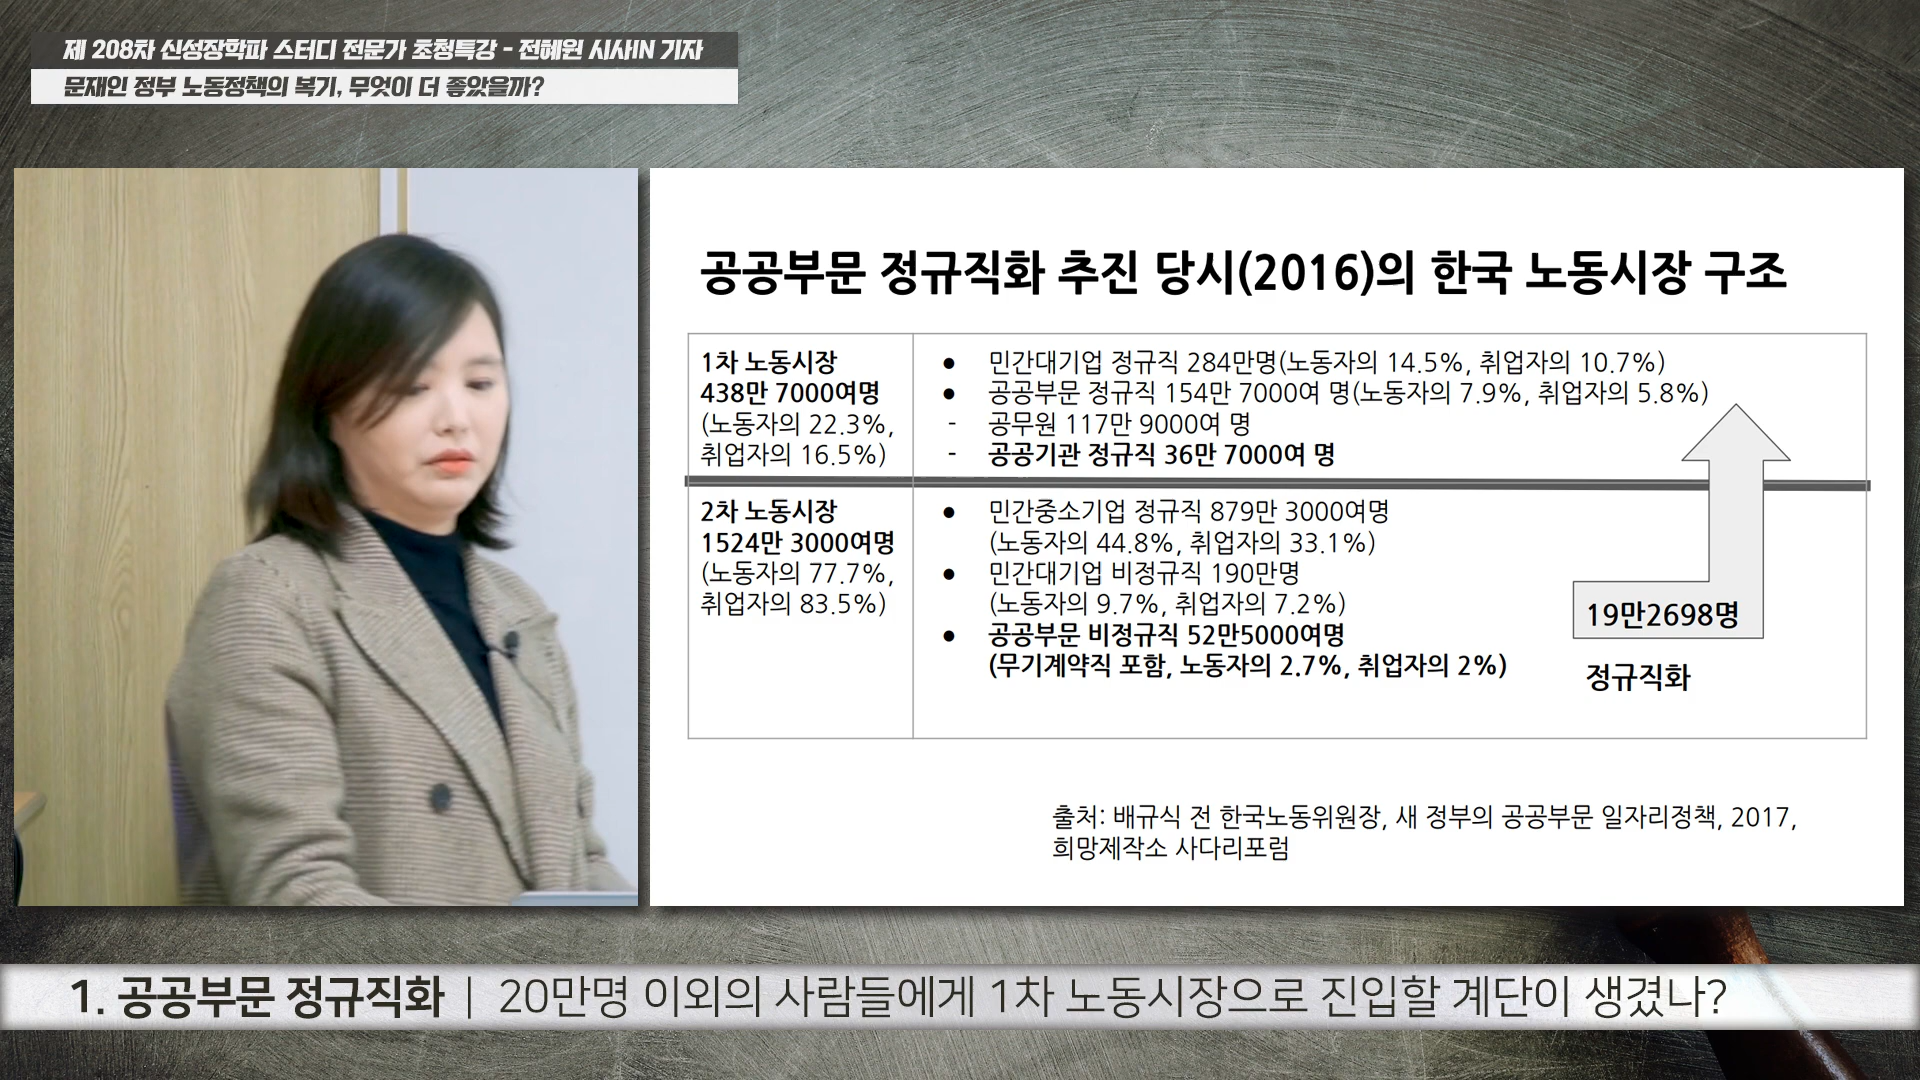 제 208차 신성장학파 스터디 전문가 초청특강 - 전혜원 시사IN 기자
문재인 정부 노동정책의 복기, 무엇이 더 좋았을까?
공공부문 정규직화 추진 당시(2016)의 한국 노동시장 구조
1차 노동시장
438만 7000여명
(노동자의 22.3%,
취업자의 16.5%)
● 민간대기업 정규직 284만명(노동자의 14.5%, 취업자의 10.7%)
● 공공부문 정규직 154만 7000여 명(노동자의 7.9%, 취업자의 5.8%)
- 공무원 117만 9000여 명
- 공공기관 정규직 36만 7000여 명
2차 노동시장
1524만 3000여명
(노동자의 77.7%,
취업자의 83.5%)
● 민간중소기업 정규직 879만 3000여명
(노동자의 44.8%, 취업자의 33.1%)
● 민간대기업 비정규직 190만명
(노동자의 9.7%, 취업자의 7.2%)
● 공공부문 비정규직 52만5000여명
(무기계약직 포함, 노동자의 2.7%, 취업자의 2%)
19만2698명
정규직화
출처: 배규식 전 한국노동위원장, 새 정부의 공공부문 일자리정책, 2017,
희망제작소 사다리포럼
1. 공공부문 정규직화 | 20만명 이외의 사람들에게 1차 노동시장으로 진입할 계단이 생겼나?